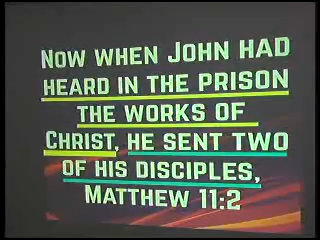 NOW WHEN JOHN HAD
HEARD IN THE PRISON
THE WORKS OF
CHRIST, HE SENT TWO
OF HIS DISCIPLES,
MATTHEW 11:2